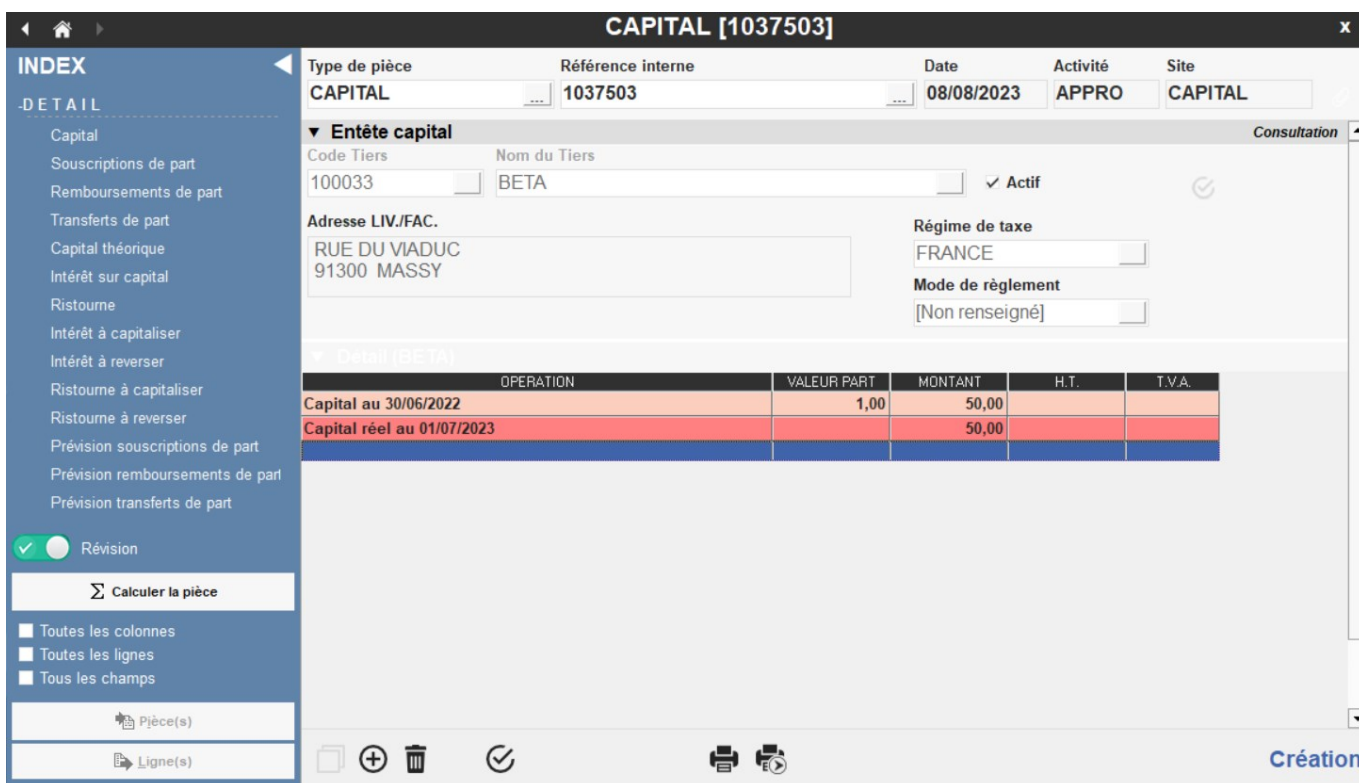 CAPITAL [1037503] x
INDEX
-DETAIL
Capital
Souscriptions de part
Remboursements de part
Transferts de part
Capital théorique
Intérêt sur capital
Ristourne
Intérêt à capitaliser
Intérêt à reverser
Ristourne à capitaliser
Ristourne à reverser
Prévision souscriptions de part
Prévision remboursements de part
Prévision transferts de part
Révision
Σ Calculer la pièce
Toutes les colonnes
Toutes les lignes
Tous les champs
Pièce(s)
Ligne(s)
Type de pièce Référence interne Date Activité Site
CAPITAL ... 1037503 ... 08/08/2023 APPRO CAPITAL
▼ Entête capital Consultation
Code Tiers Nom du Tiers
100033 BETA Actif
Adresse LIV./FAC. Régime de taxe
RUE DU VIADUC FRANCE
91300 MASSY
Mode de règlement
[Non renseigné]
▼ Détail (BETA)
OPERATION VALEUR PART MONTANT H.T. T.V.A.
Capital au 30/06/2022 1,00 50,00
Capital réel au 01/07/2023 50,00
Création